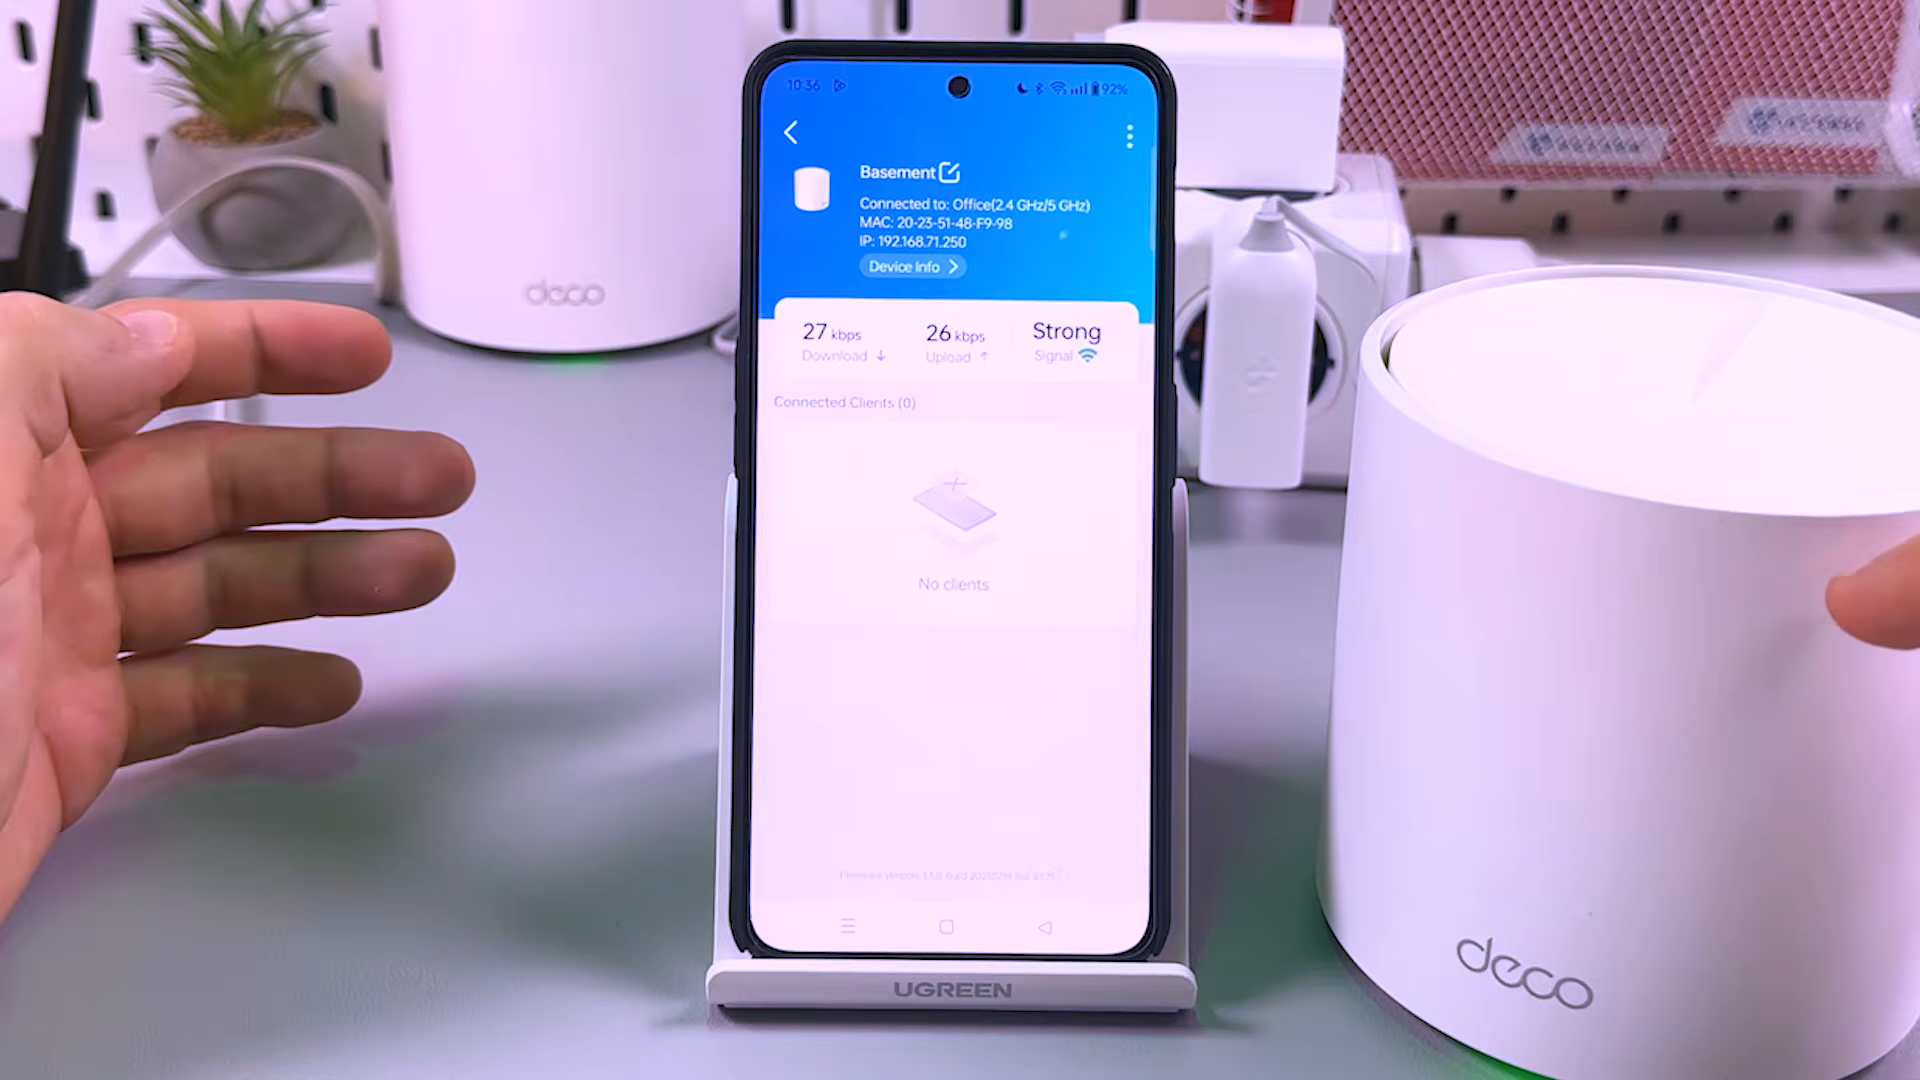 10:36
92%
Basement
Connected to: Office(2.4 GHz/5 GHz)
MAC: 20-23-51-48-F9-98
IP: 192.168.71.250
Device Info
27 kbps
Download
26 kbps
Upload
Strong
Signal
Connected Clients (0)
No clients
Firmware Version:
UGREEN
deco
deco